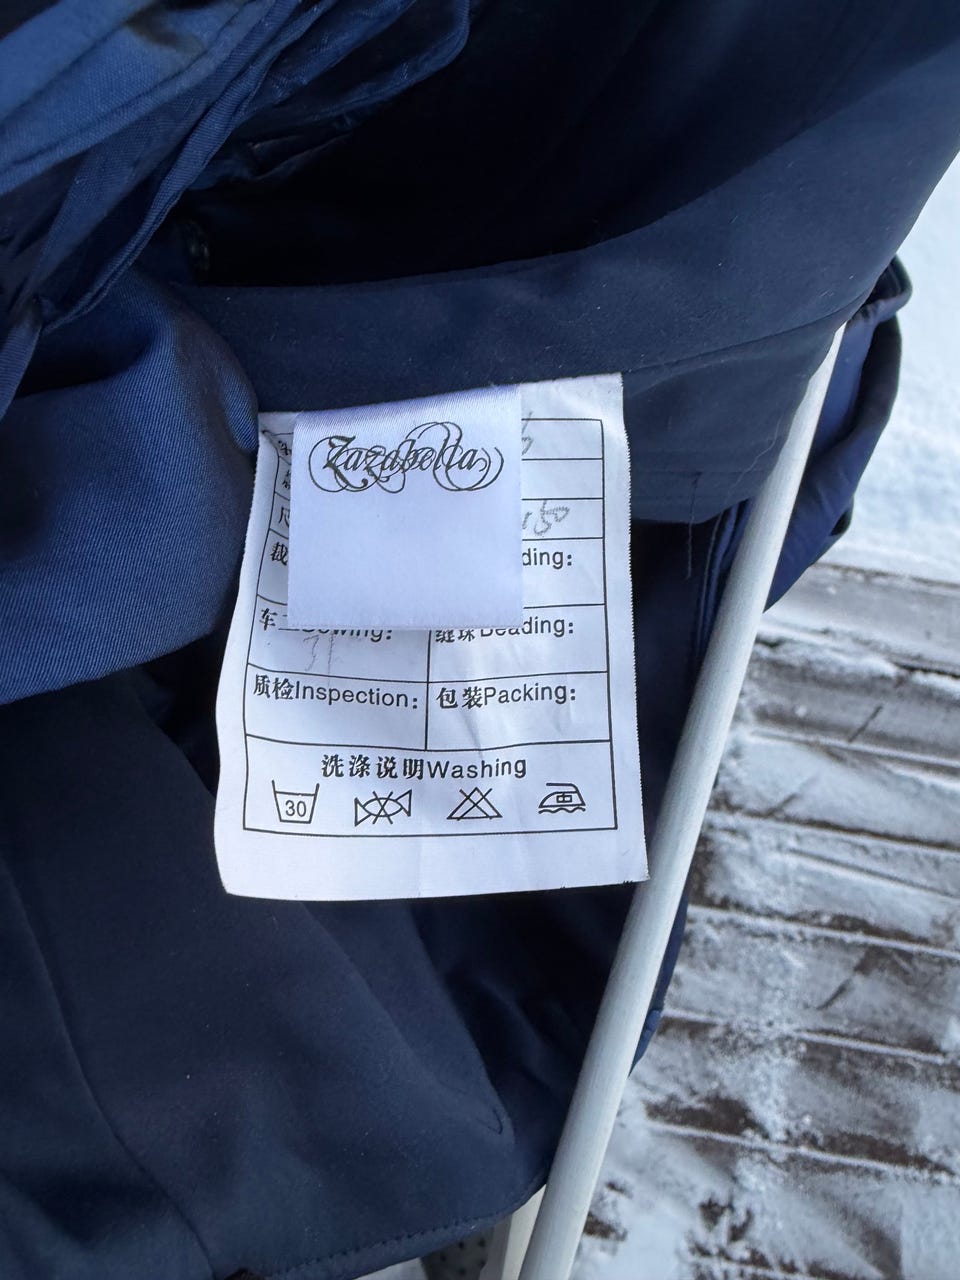 Zazabella
150
ding:
车 Sewing:
缝珠Beading:
质检Inspection:
包装Packing:
洗涤说明Washing
30